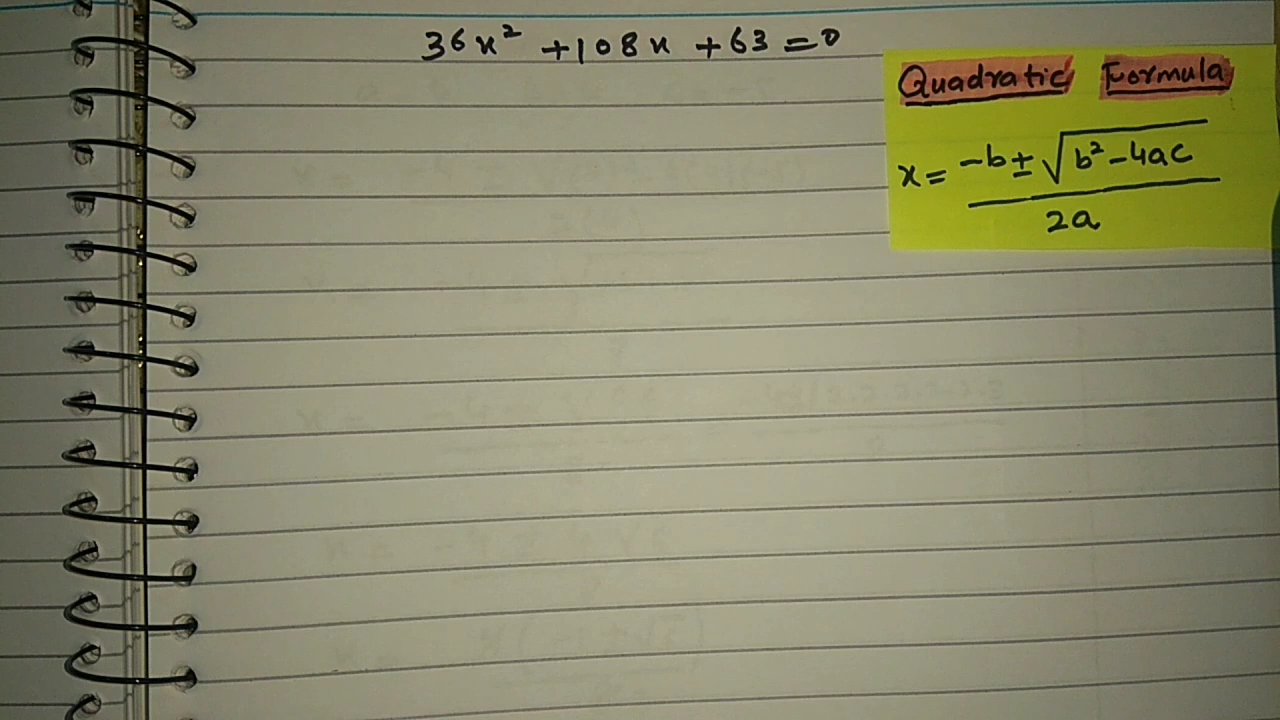 36x² +108x +63 =0
Quadratic Formula
x = -b ± √b² - 4ac
2a